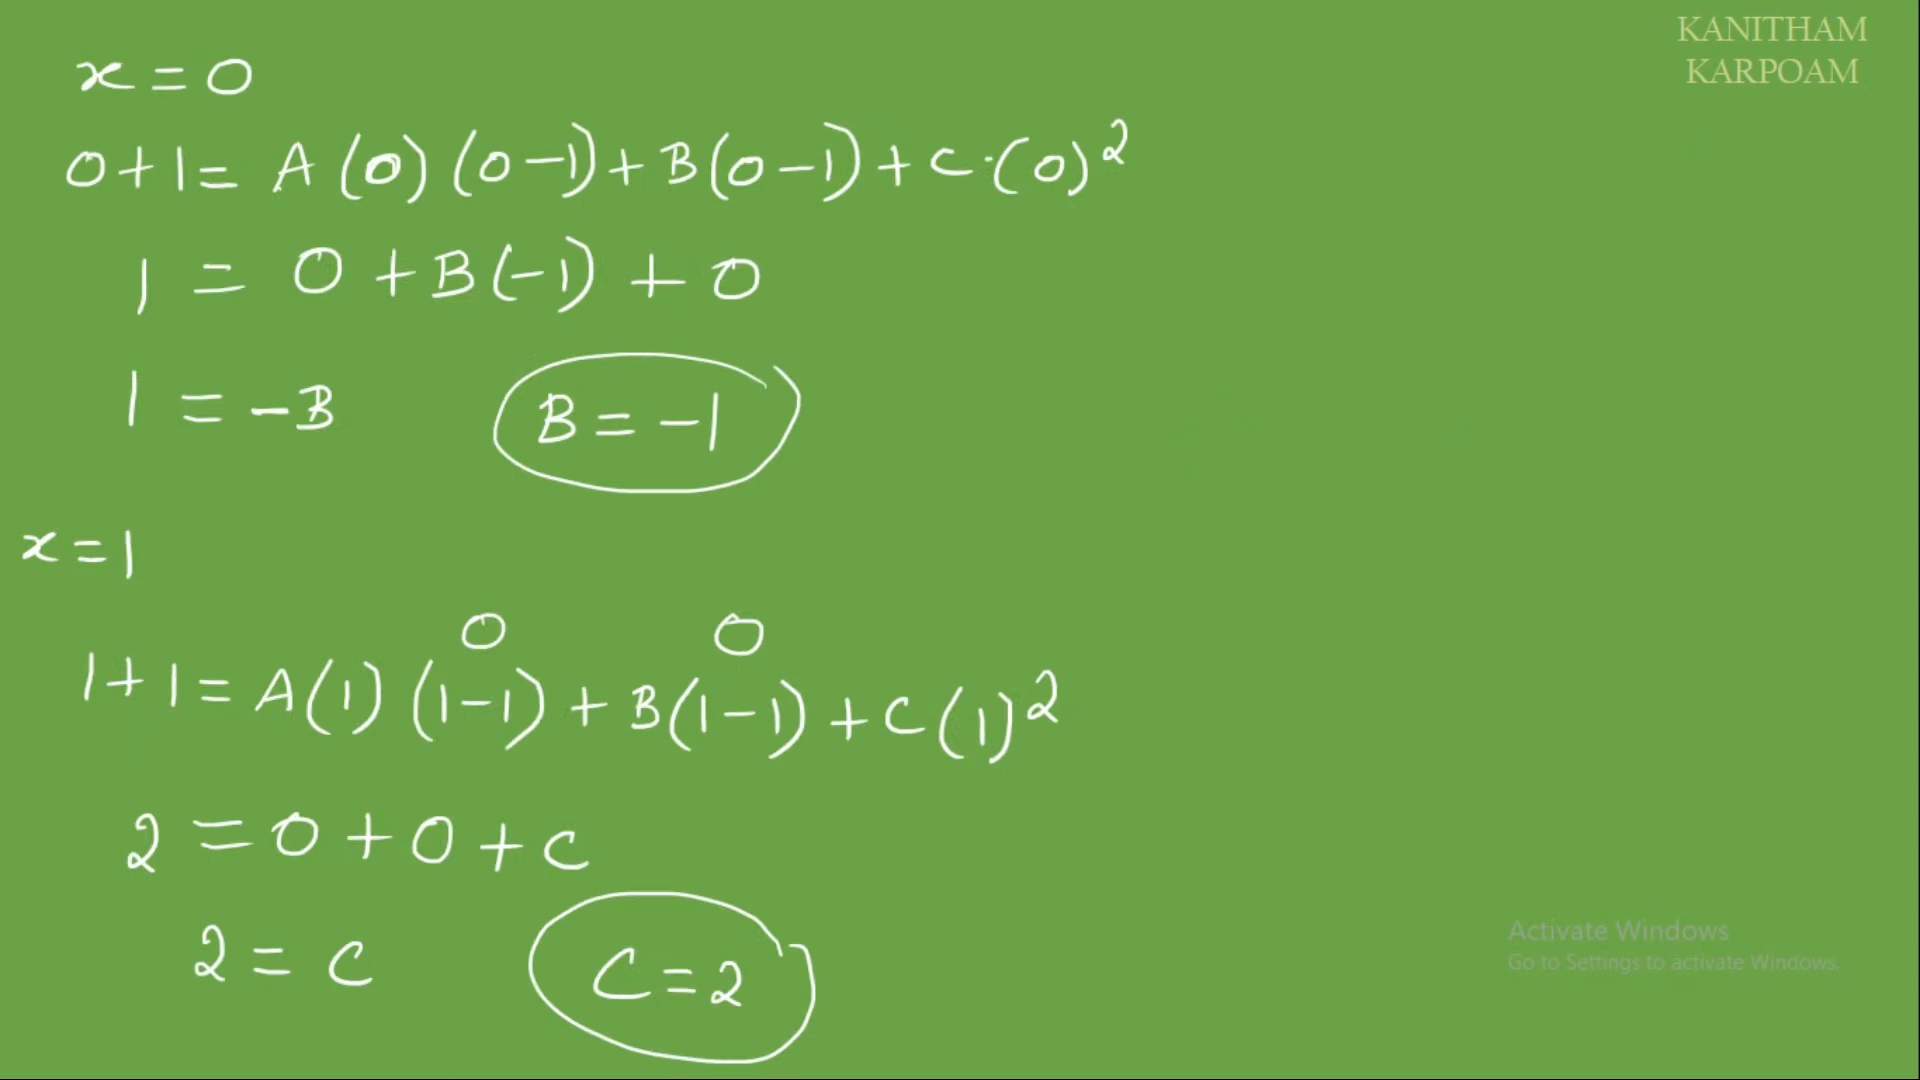 KANITHAM
KARPOAM
x = 0
0+1 = A(0)(0-1)+B(0-1)+C·(0)²
1 = 0 + B(-1) + 0
1 = -B B = -1
x = 1
0 0
1+1 = A(1)(1-1) + B(1-1) + C(1)²
2 = 0 + 0 + C
2 = C C = 2
Activate Windows
Go to Settings to activate Windows.